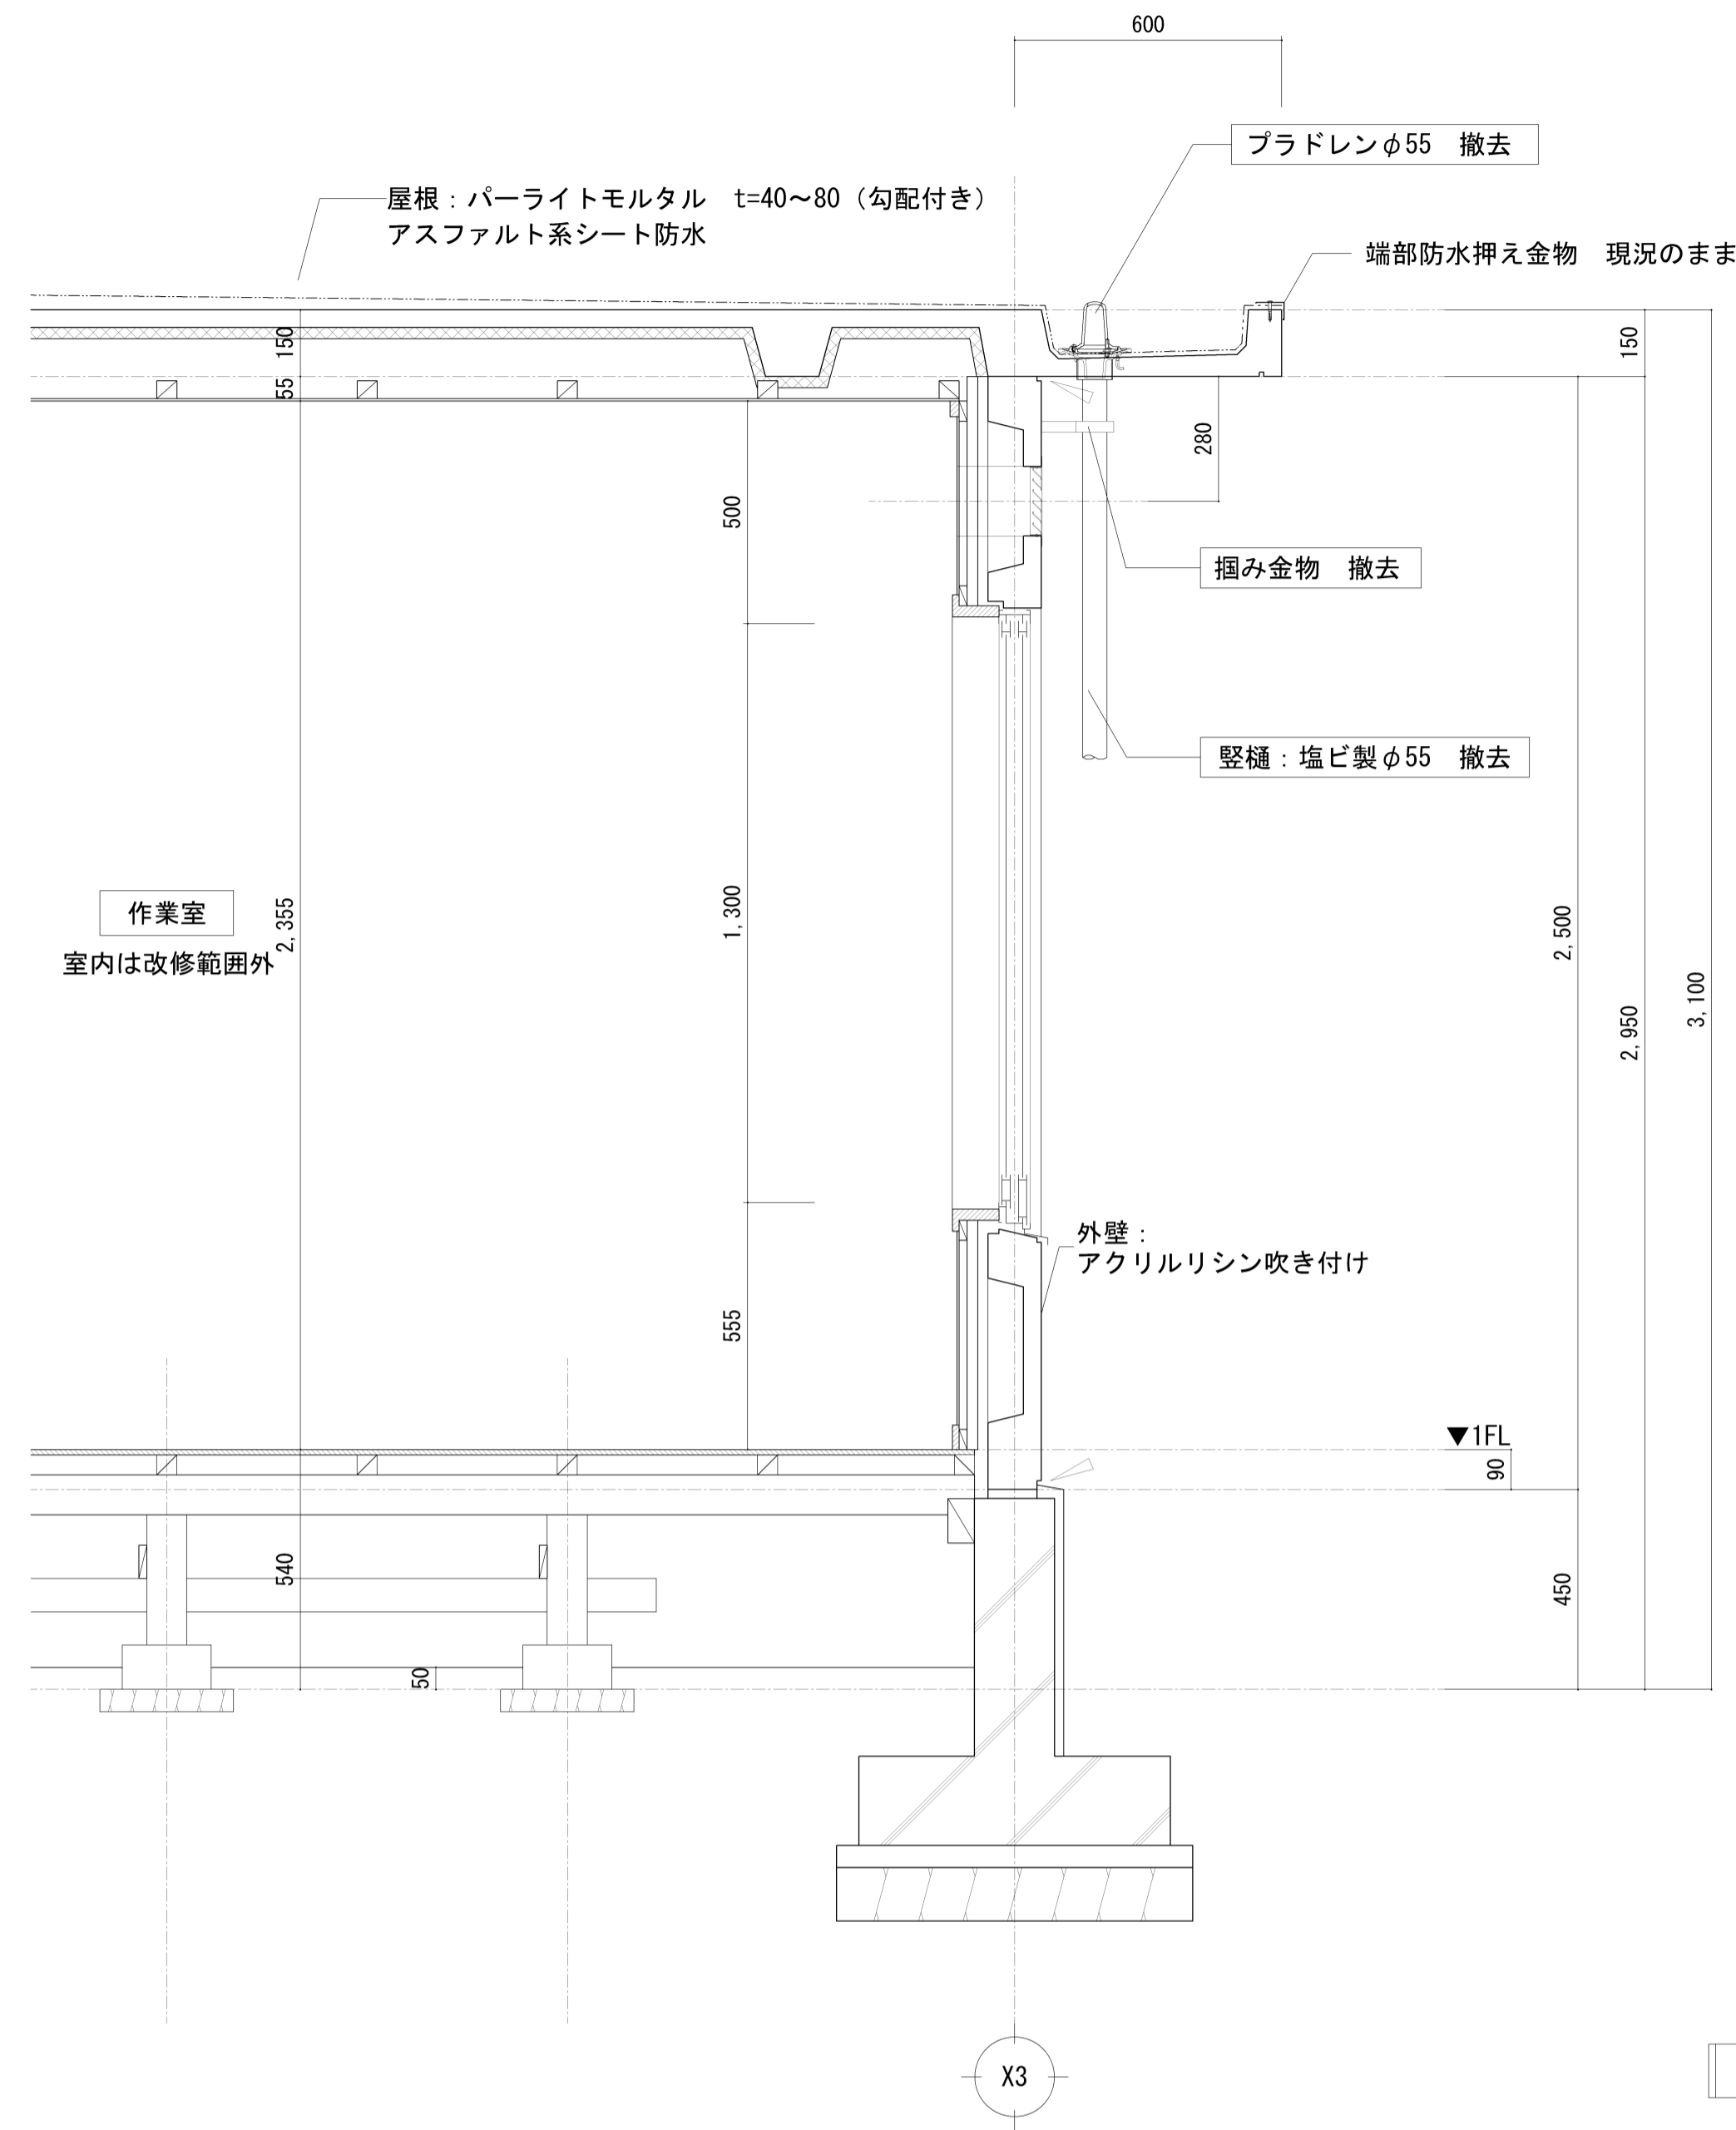 600
プラドレンφ55　撤去
屋根：パーライトモルタル　t=40～80（勾配付き）
アスファルト系シート防水
端部防水押え金物　現況のまま
150
55
150
280
500
掴み金物　撤去
竪樋：塩ビ製φ55　撤去
作業室
室内は改修範囲外
2,355
1,300
2,500
2,950
3,100
外壁：
アクリルリシン吹き付け
555
▼1FL
90
540
450
50
X3